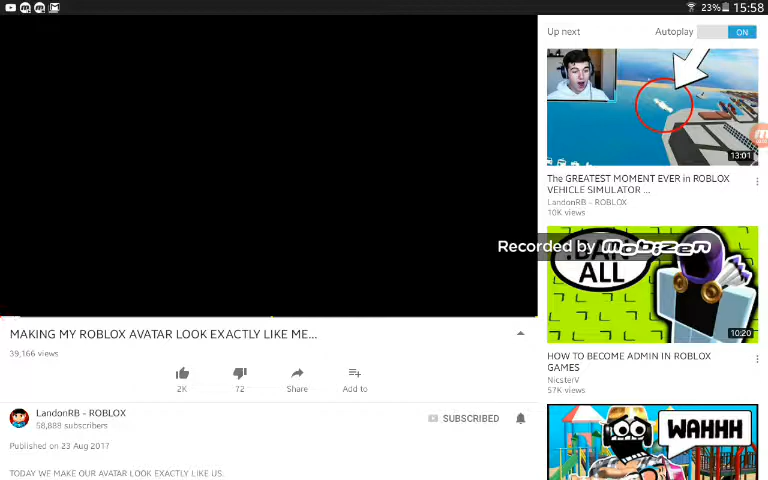 23% 15:58
Up next Autoplay ON
13:01
The GREATEST MOMENT EVER in ROBLOX
VEHICLE SIMULATOR ...
LandonRB - ROBLOX
10K views
Recorded by Mobizen
ALL
10:20
HOW TO BECOME ADMIN IN ROBLOX
GAMES
NicsterV
57K views
WAHHH
MAKING MY ROBLOX AVATAR LOOK EXACTLY LIKE ME...
39,166 views
2K 72 Share Add to
LandonRB - ROBLOX
58,888 subscribers
SUBSCRIBED
Published on 23 Aug 2017
TODAY WE MAKE OUR AVATAR LOOK EXACTLY LIKE US.